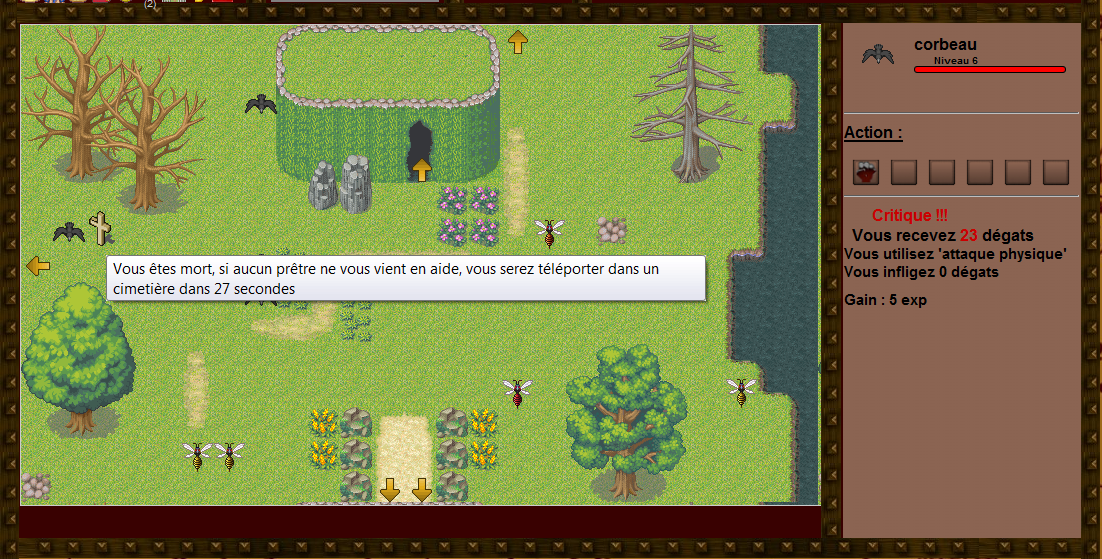 (2)
corbeau
Niveau 6
Action :
Critique !!!
Vous recevez 23 dégats
Vous utilisez 'attaque physique'
Vous infligez 0 dégats
Gain : 5 exp
Vous êtes mort, si aucun prêtre ne vous vient en aide, vous serez téléporter dans un
cimetière dans 27 secondes